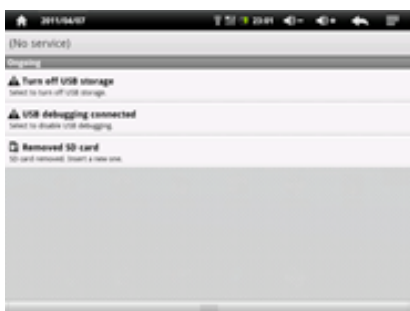 2011/04/07 23:01
(No service)
Ongoing
Turn off USB storage
Select to turn off USB storage.
USB debugging connected
Select to disable USB debugging.
Removed SD card
SD card removed. Insert a new one.